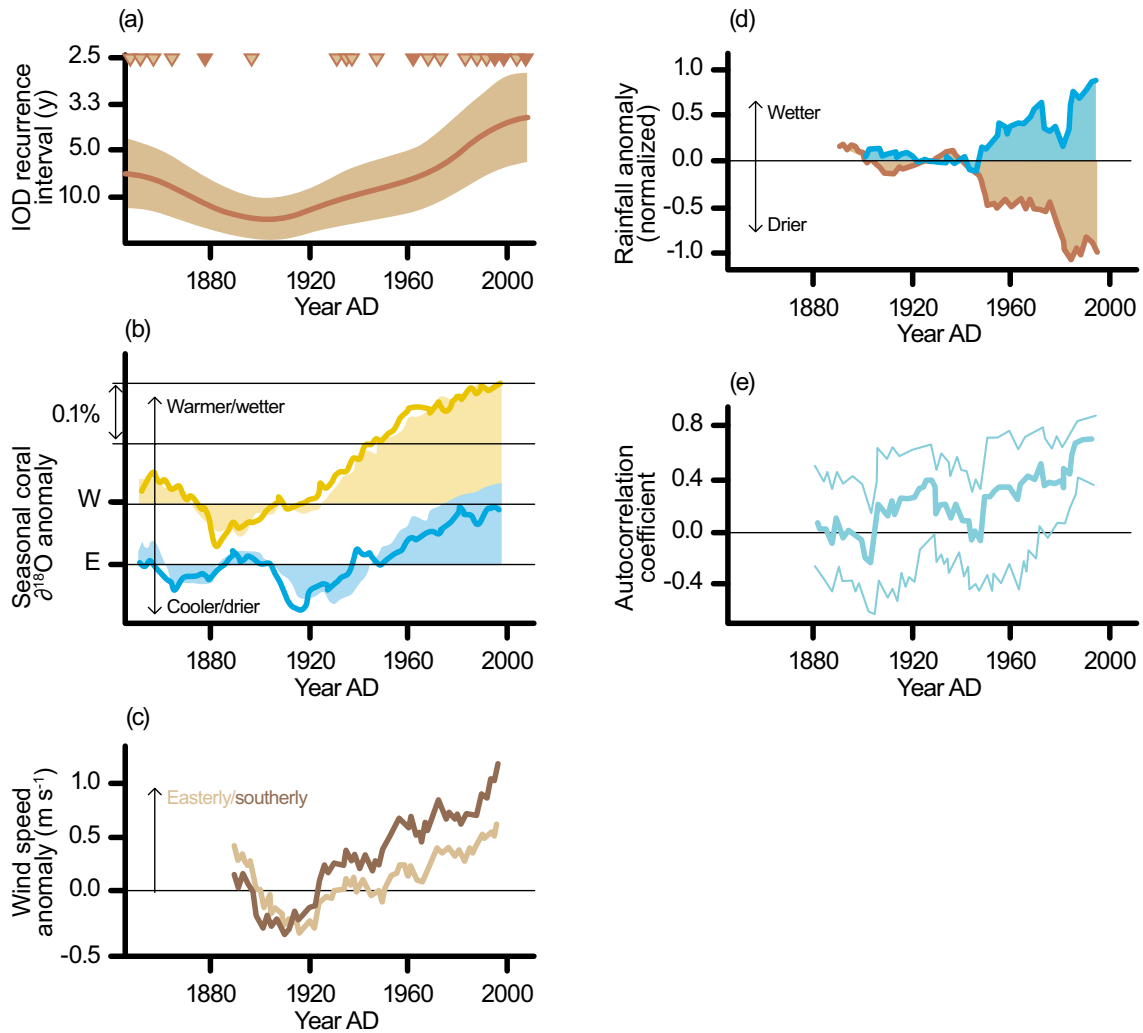 (a)
IOD recurrence
interval (y)
2.5
3.3
5.0
10.0
1880
1920
1960
2000
Year AD
(b)
Seasonal coral
∂¹⁸O anomaly
0.1%
W
E
Warmer/wetter
Cooler/drier
1880
1920
1960
2000
Year AD
(c)
Wind speed
anomaly (m s⁻¹)
1.0
0.5
0.0
-0.5
Easterly/southerly
1880
1920
1960
2000
Year AD
(d)
Rainfall anomaly
(normalized)
1.0
0.5
0.0
-0.5
-1.0
Wetter
Drier
1880
1920
1960
2000
Year AD
(e)
Autocorrelation
coefficient
0.8
0.4
0.0
-0.4
1880
1920
1960
2000
Year AD